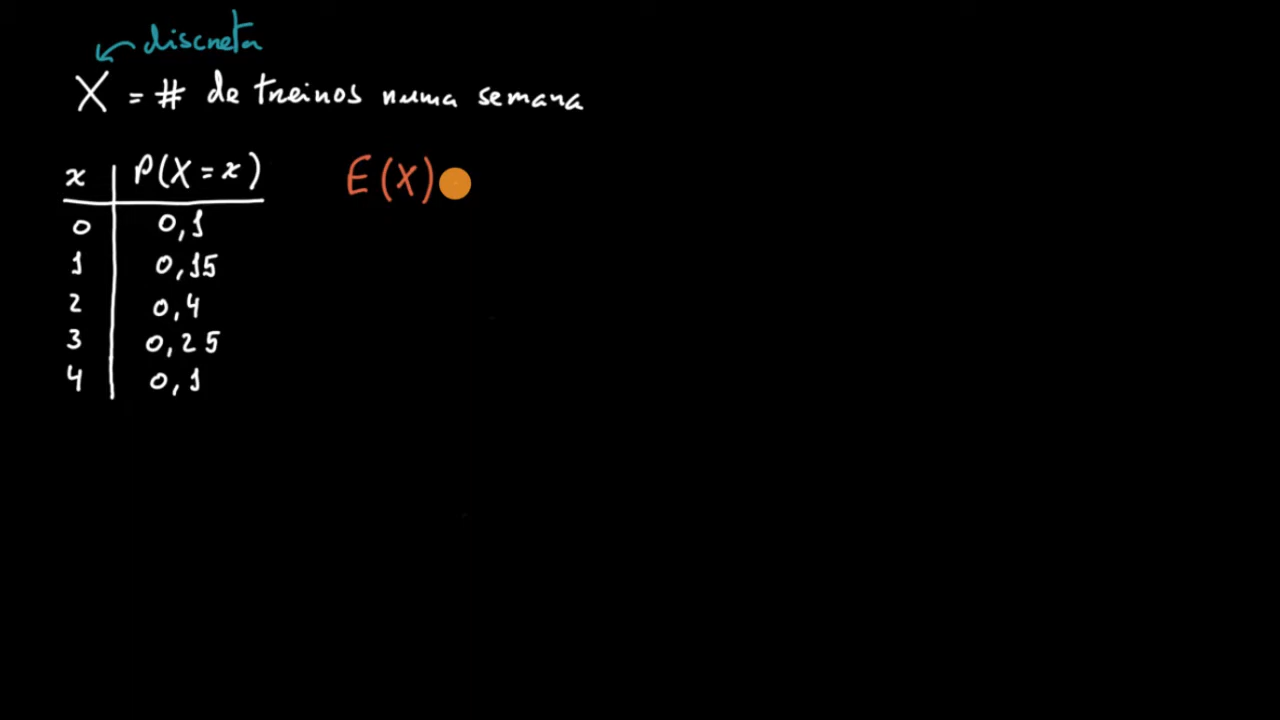 discreta
X = # de treinos numa semana
x P(X = x) E(X)
0 0,1
1 0,15
2 0,4
3 0,25
4 0,1